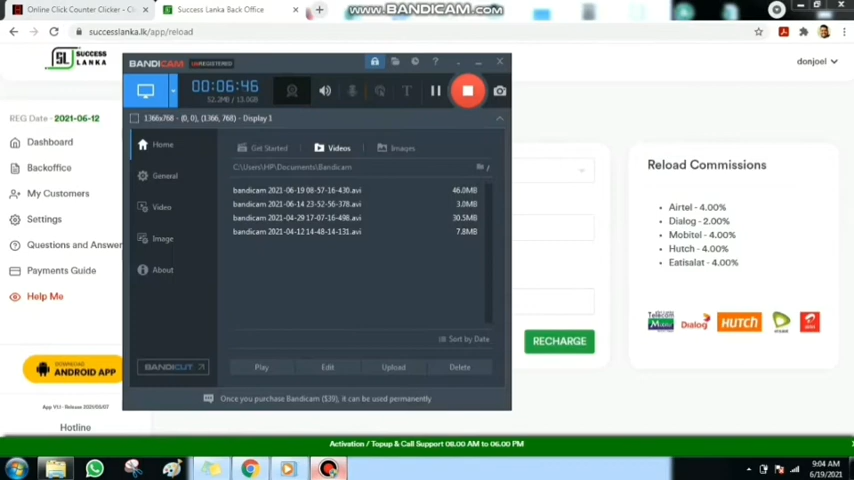 Online Click Counter Clicker - Cli
Success Lanka Back Office
www.BANDICAM.com
successlanka.lk/app/reload
SUCCESS
LANKA
donjoel
REG Date - 2021-06-12
Dashboard
Backoffice
My Customers
Settings
Questions and Answer
Payments Guide
Help Me
DOWNLOAD
ANDROID APP
Hotline
BANDICAM UNREGISTERED
00:06:46
52.2MB / 13.0GB
1366x768 - (0, 0), (1366, 768) - Display 1
Home
General
Video
Image
About
BANDICUT
Get Started
Videos
Images
C:\Users\HP\Documents\Bandicam
bandicam 2021-06-19 08-57-16-430.avi 46.0MB
bandicam 2021-06-14 23-52-56-378.avi 3.0MB
bandicam 2021-04-29 17-07-16-498.avi 30.5MB
bandicam 2021-04-12 14-48-14-131.avi 7.8MB
Sort by Date
Play
Edit
Upload
Delete
Once you purchase Bandicam ($39), it can be used permanently
RECHARGE
Reload Commissions
Airtel - 4.00%
Dialog - 2.00%
Mobitel - 4.00%
Hutch - 4.00%
Eatisalat - 4.00%
Telecom
Mobitel
Dialog
HUTCH
Activation / Topup & Call Support 08.00 AM to 06.00 PM
9:04 AM
6/19/2021